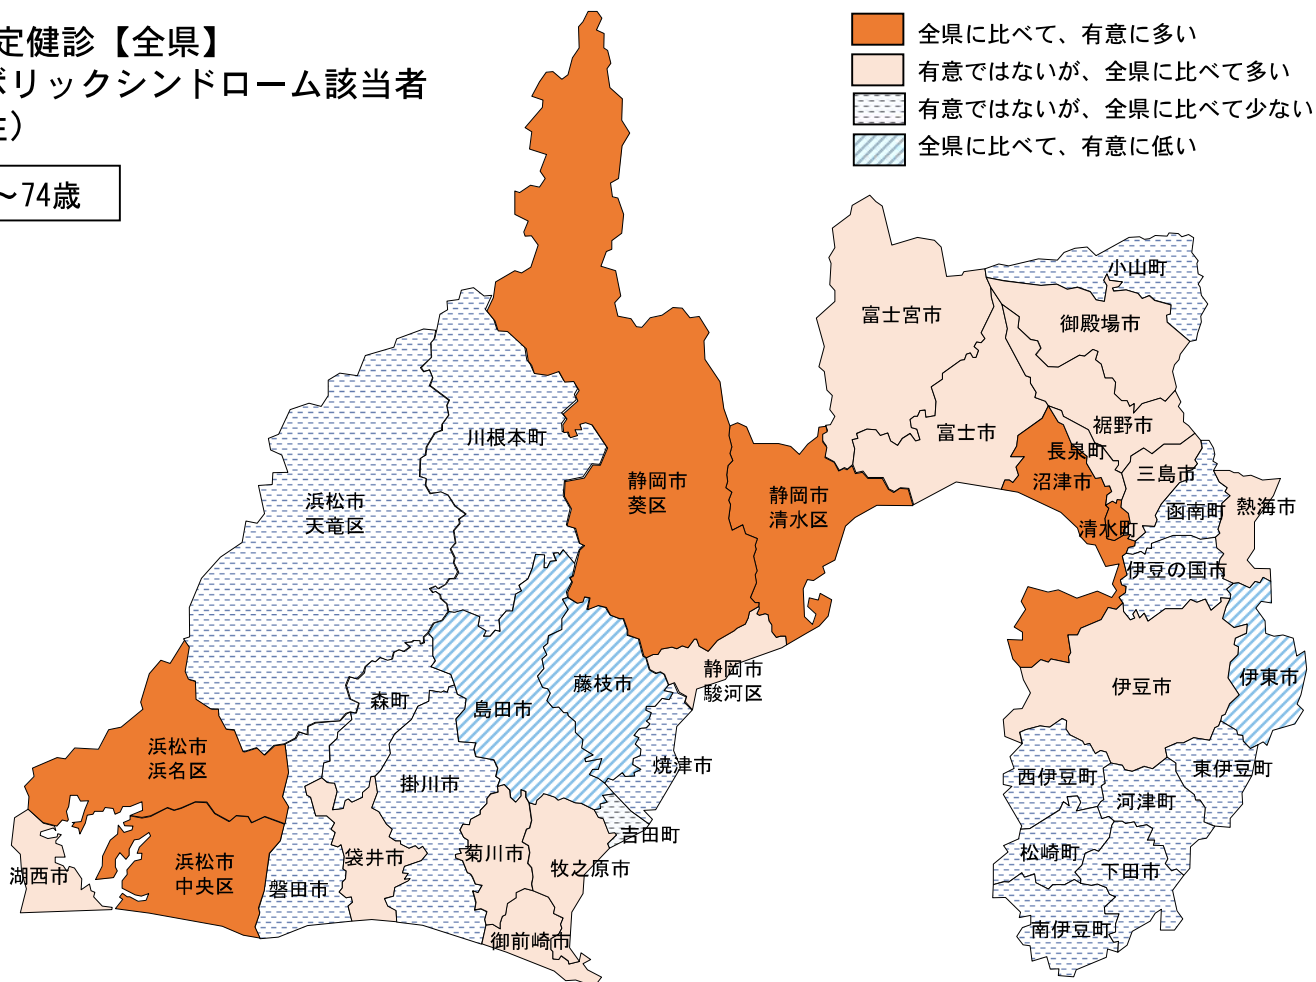 定健診【全県】
ボリックシンドローム該当者
性）
～74歳
全県に比べて、有意に多い
有意ではないが、全県に比べて多い
有意ではないが、全県に比べて少ない
全県に比べて、有意に低い
小山町
富士宮市
御殿場市
裾野市
富士市
川根本町
長泉町
三島市
静岡市
葵区
沼津市
静岡市
清水区
浜松市
天竜区
函南町
熱海市
清水町
伊豆の国市
静岡市
駿河区
藤枝市
伊豆市
伊東市
森町
島田市
浜松市
浜名区
焼津市
西伊豆町
東伊豆町
掛川市
河津町
吉田町
湖西市
浜松市
中央区
袋井市
菊川市
牧之原市
松崎町
下田市
磐田市
御前崎市
南伊豆町